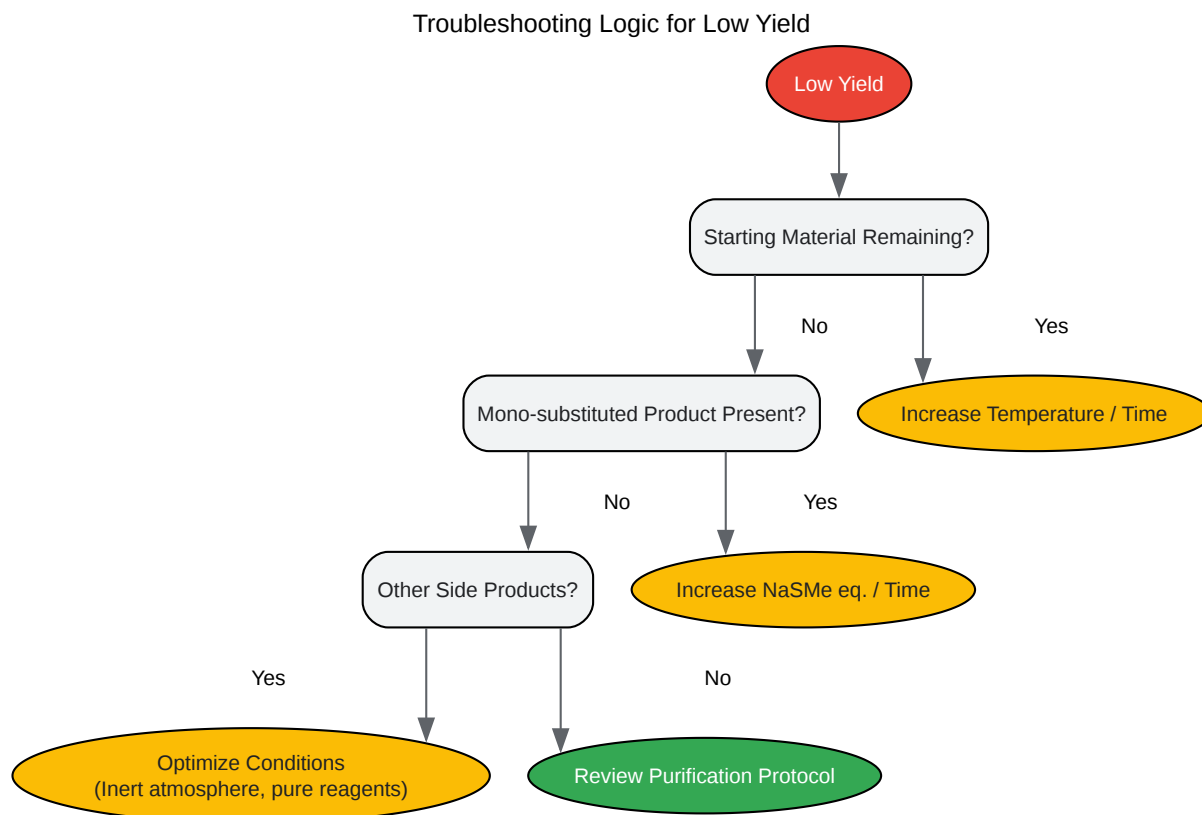 Troubleshooting Logic for Low Yield
Low Yield
Starting Material Remaining?
No
Yes
Mono-substituted Product Present?
Increase Temperature / Time
No
Yes
Other Side Products?
Increase NaSMe eq. / Time
Yes
No
Optimize Conditions
(Inert atmosphere, pure reagents)
Review Purification Protocol